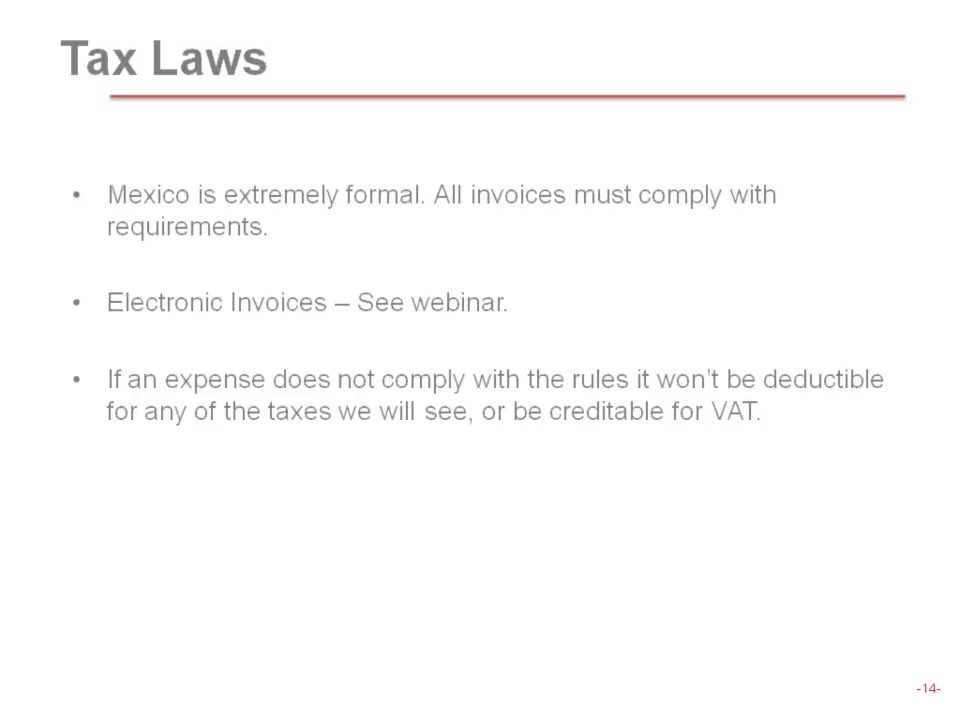 Tax Laws
• Mexico is extremely formal. All invoices must comply with
requirements.
• Electronic Invoices – See webinar.
• If an expense does not comply with the rules it won’t be deductible
for any of the taxes we will see, or be creditable for VAT.
-14-